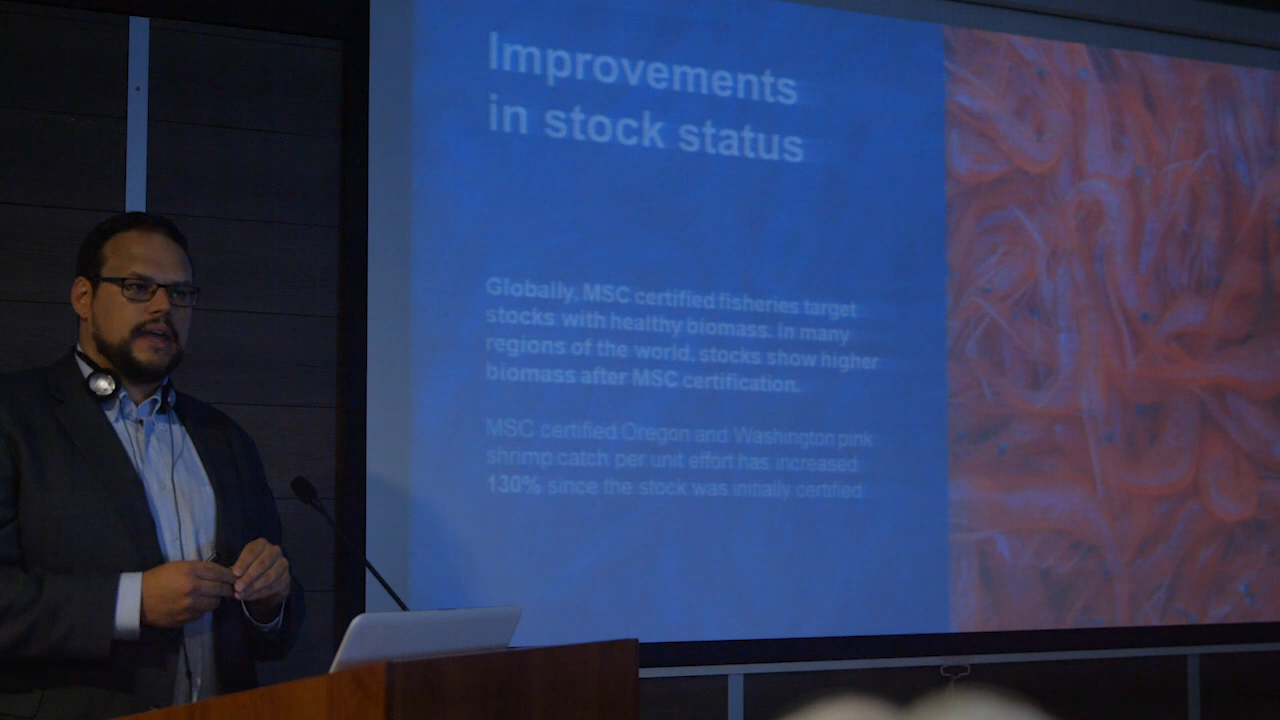 Improvements
in stock status
Globally, MSC certified fisheries target
stocks with healthy biomass. In many
regions of the world, stocks show higher
biomass after MSC certification.
MSC certified Oregon and Washington pink
shrimp catch per unit effort has increased
130% since the stock was initially certified